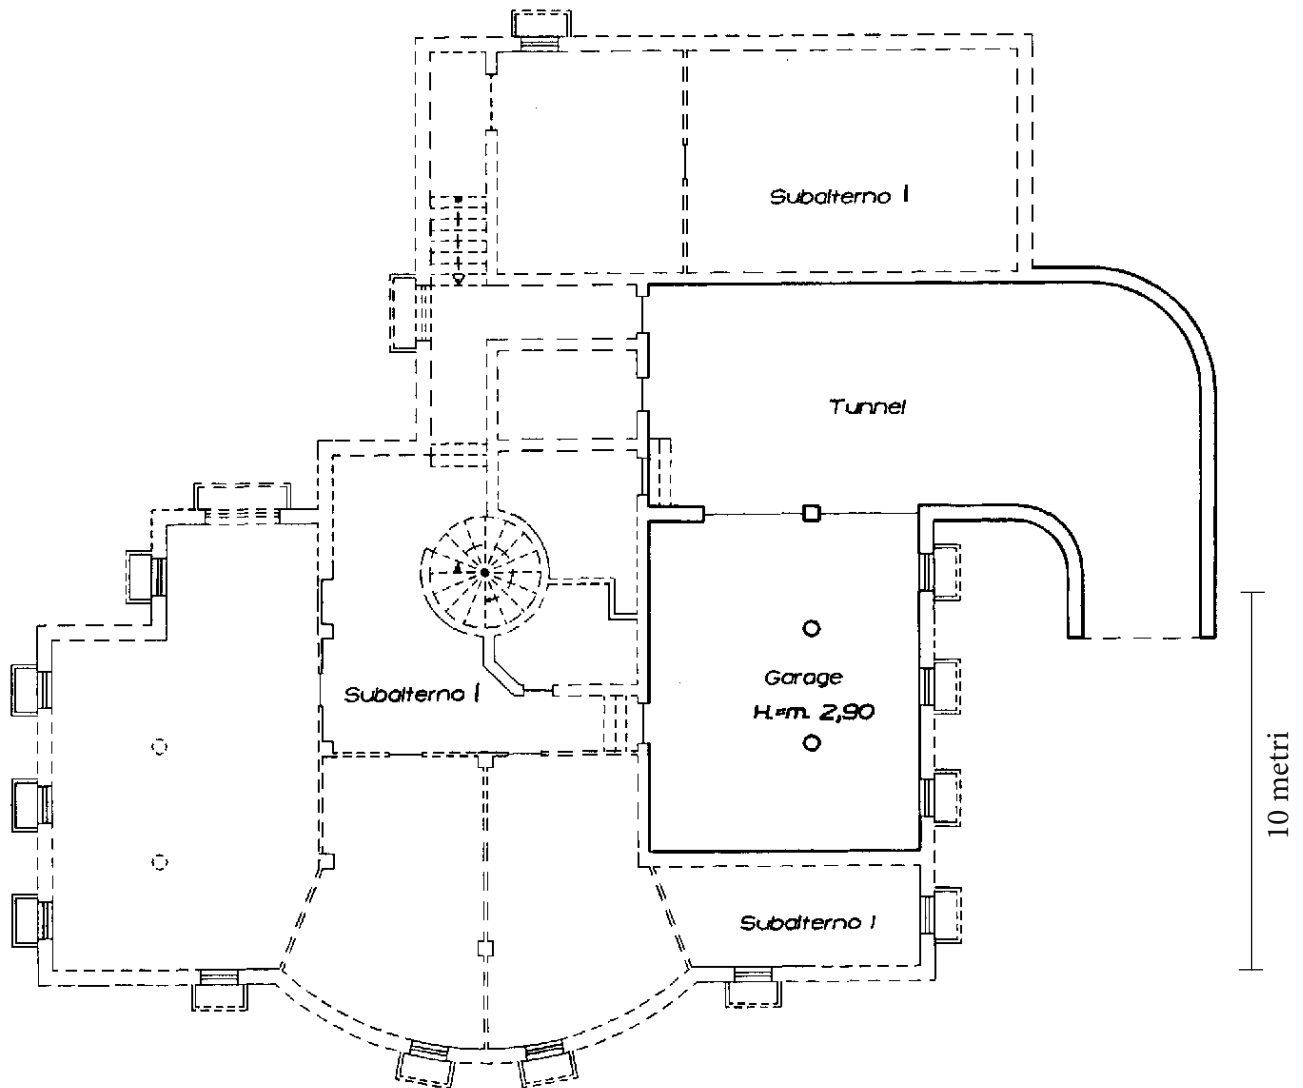 Subalterno 1
Tunnel
Garage
H.=m. 2,90
Subalterno 1
10 metri
Subalterno 1